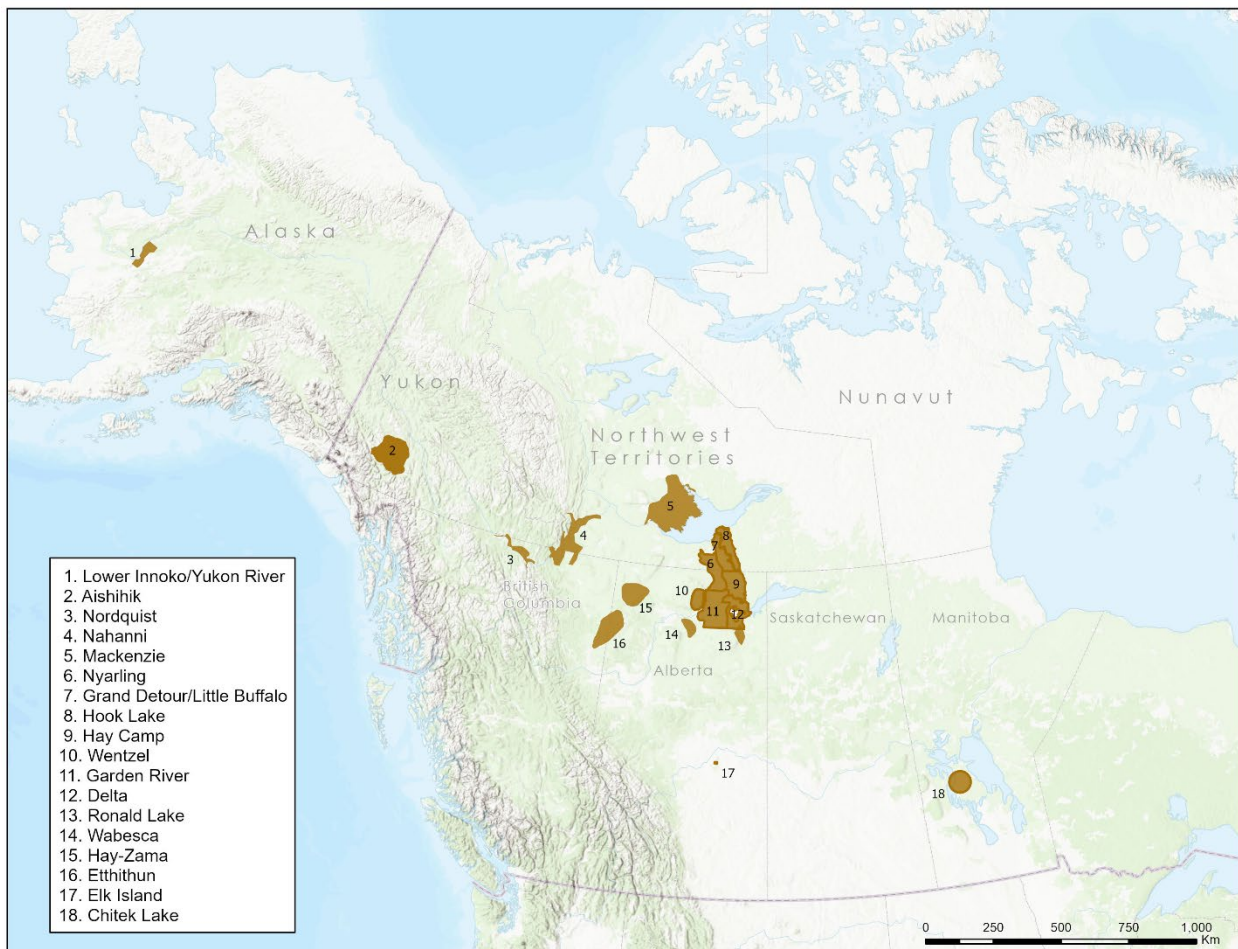 Alaska
1
Yukon
2
Nunavut
Northwest
Territories
5
4
3
8
7
6
9
British
Columbia
10
15
11
12
Saskatchewan
Manitoba
16
14
13
Alberta
17
18
1. Lower Innoko/Yukon River
2. Aishihik
3. Nordquist
4. Nahanni
5. Mackenzie
6. Nyarling
7. Grand Detour/Little Buffalo
8. Hook Lake
9. Hay Camp
10. Wentzel
11. Garden River
12. Delta
13. Ronald Lake
14. Wabesca
15. Hay-Zama
16. Etthithun
17. Elk Island
18. Chitek Lake
0 250 500 750 1,000
Km